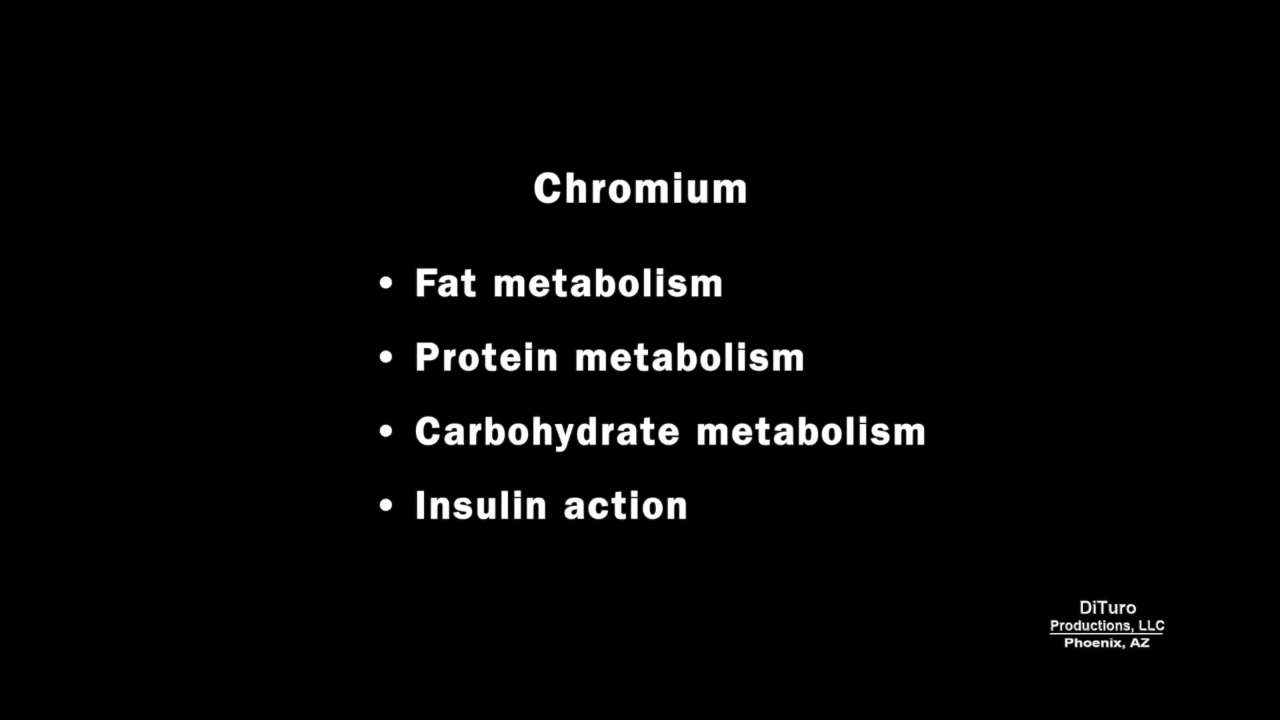 Chromium
• Fat metabolism
• Protein metabolism
• Carbohydrate metabolism
• Insulin action
DiTuro
Productions, LLC
Phoenix, AZ